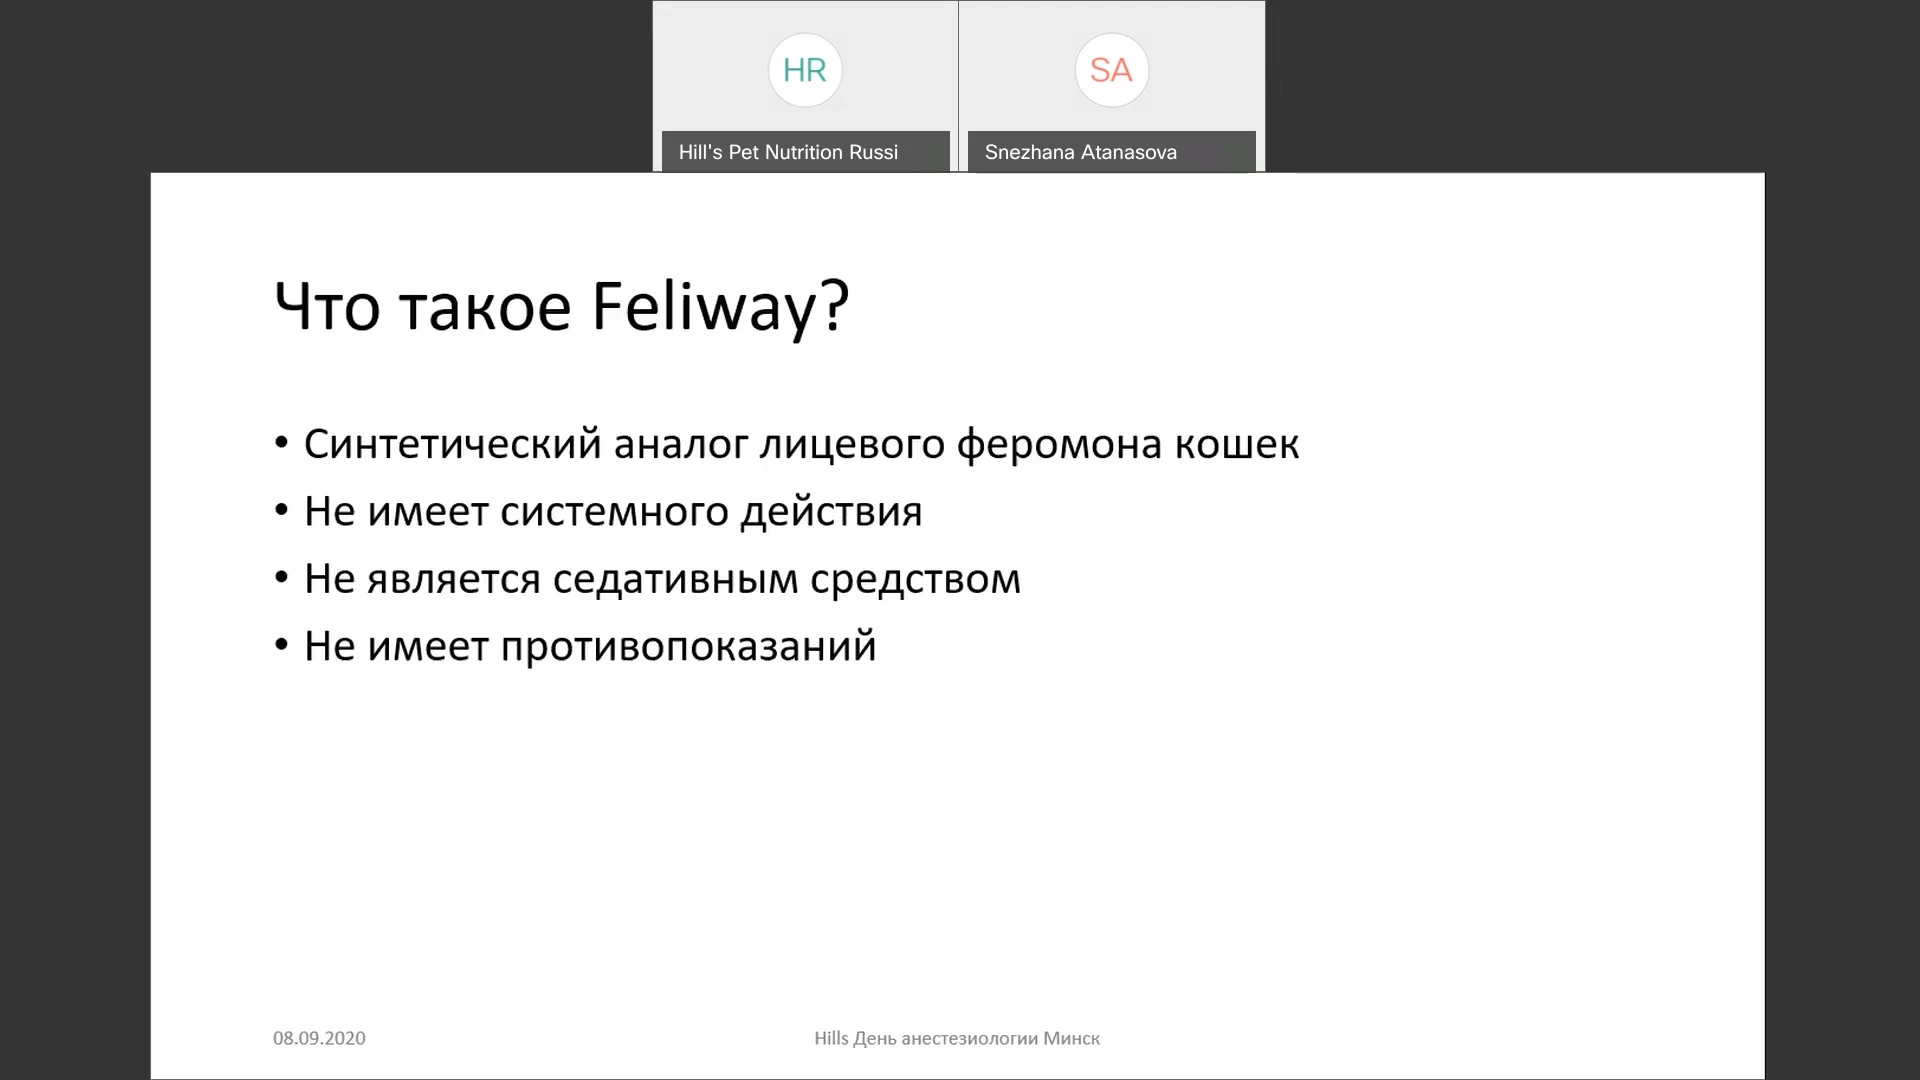 HR
SA
Hill's Pet Nutrition Russi
Snezhana Atanasova
Что такое Feliway?
• Синтетический аналог лицевого феромона кошек
• Не имеет системного действия
• Не является седативным средством
• Не имеет противопоказаний
08.09.2020
Hills День анестезиологии Минск